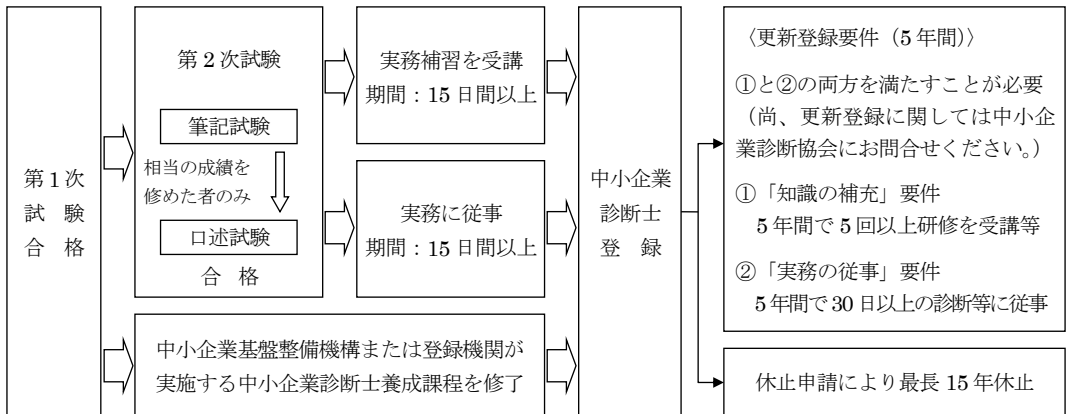 第1次
試験
合格
第2次試験
筆記試験
相当の成績を
修めた者のみ
口述試験
合格
実務補習を受講
期間：15日間以上
実務に従事
期間：15日間以上
中小企業基盤整備機構または登録機関が
実施する中小企業診断士養成課程を修了
中小企業
診断士
登録
〈更新登録要件（5年間）〉
①と②の両方を満たすことが必要
（尚、更新登録に関しては中小企
業診断協会にお問合せください。）
①「知識の補充」要件
5年間で5回以上研修を受講等
②「実務の従事」要件
5年間で30日以上の診断等に従事
休止申請により最長15年休止